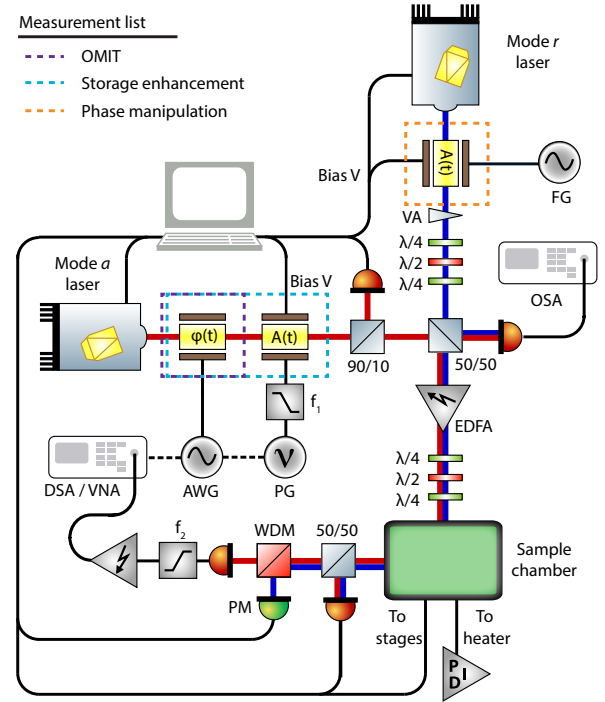 Measurement list
OMIT
Storage enhancement
Phase manipulation
Mode r
laser
A(t)
Bias V
FG
VA
λ/4
λ/2
λ/4
OSA
Mode a
laser
Bias V
φ(t)
A(t)
90/10
50/50
f1
EDFA
DSA / VNA
AWG
PG
ν
λ/4
λ/2
λ/4
f2
WDM
50/50
Sample
chamber
PM
To
stages
To
heater
P
I
D